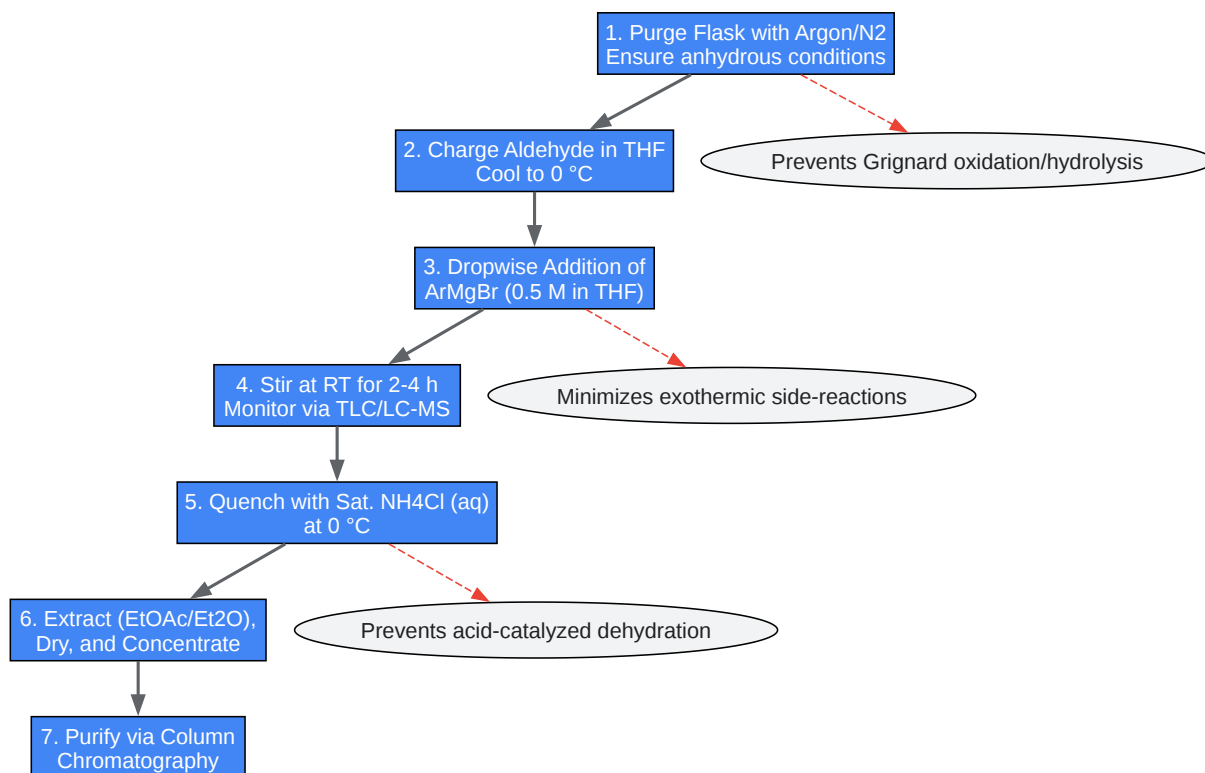 1. Purge Flask with Argon/N2
Ensure anhydrous conditions
2. Charge Aldehyde in THF
Cool to 0 °C
Prevents Grignard oxidation/hydrolysis
3. Dropwise Addition of
ArMgBr (0.5 M in THF)
4. Stir at RT for 2-4 h
Monitor via TLC/LC-MS
Minimizes exothermic side-reactions
5. Quench with Sat. NH4Cl (aq)
at 0 °C
6. Extract (EtOAc/Et2O),
Dry, and Concentrate
Prevents acid-catalyzed dehydration
7. Purify via Column
Chromatography